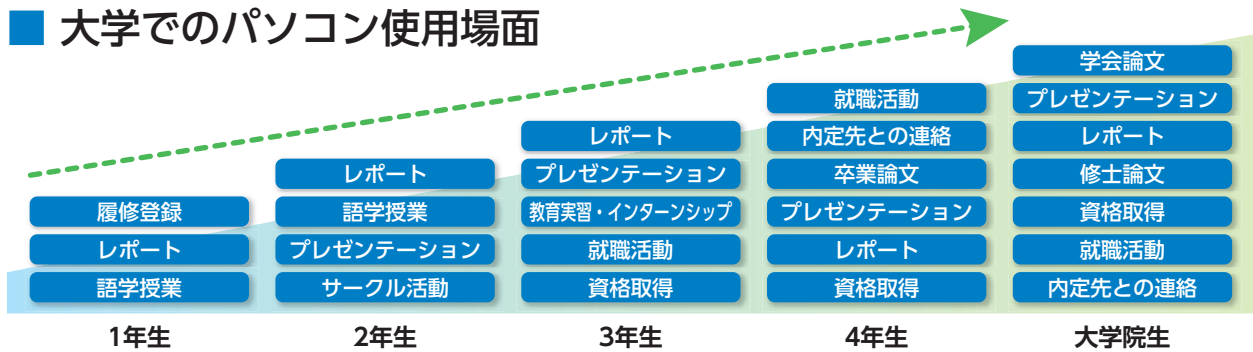 大学でのパソコン使用場面
履修登録
レポート
語学授業
1年生
レポート
語学授業
プレゼンテーション
サークル活動
2年生
レポート
プレゼンテーション
教育実習・インターンシップ
就職活動
資格取得
3年生
就職活動
内定先との連絡
卒業論文
プレゼンテーション
レポート
資格取得
4年生
学会論文
プレゼンテーション
レポート
修士論文
資格取得
就職活動
内定先との連絡
大学院生